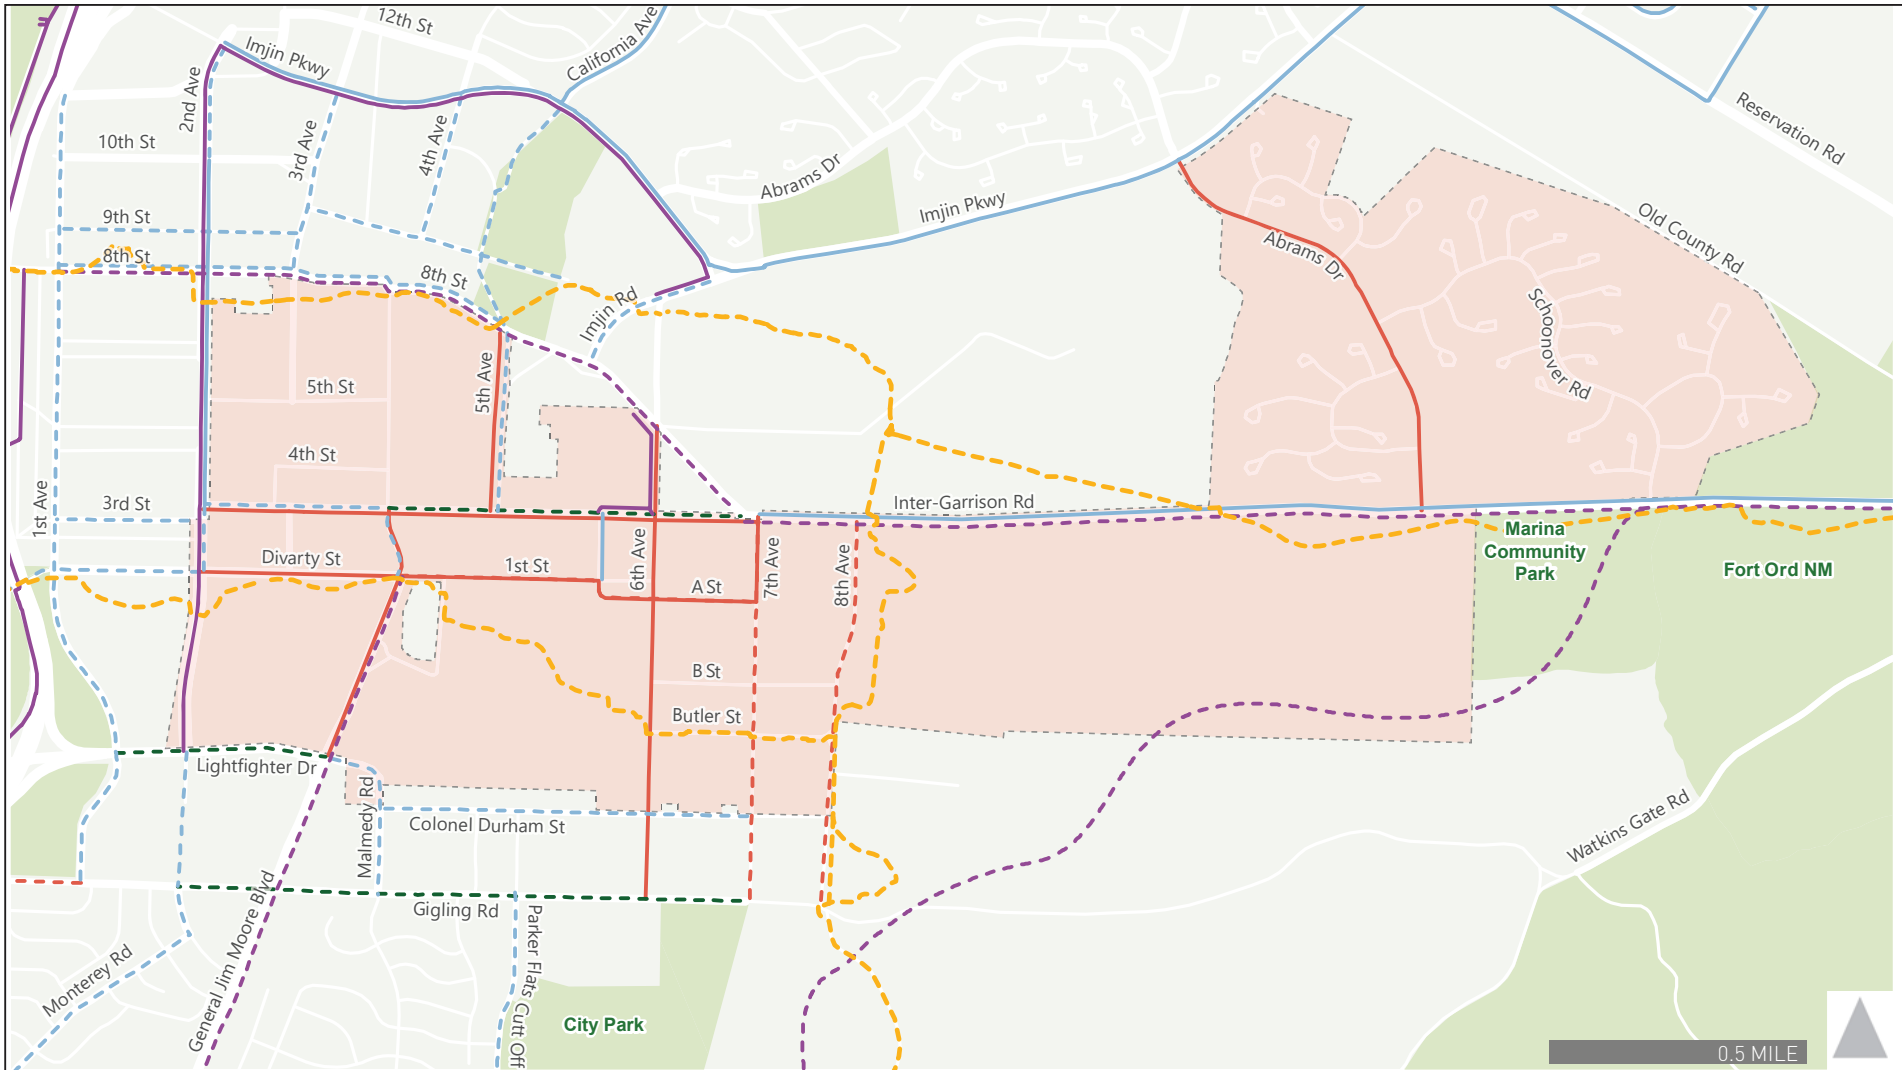 12th St
California Ave
Imjin Pkwy
2nd Ave
Reservation Rd
10th St
3rd Ave
4th Ave
Abrams Dr
Imjin Pkwy
9th St
Old County Rd
8th St
8th St
Abrams Dr
Imjin Rd
Schoonover Rd
5th Ave
5th St
4th St
1st Ave
3rd St
Inter-Garrison Rd
Marina
Community
Park
Fort Ord NM
Divarty St
1st St
6th Ave
A St
7th Ave
8th Ave
B St
Butler St
Lightfighter Dr
Malmedy Rd
Colonel Durham St
Watkins Gate Rd
Gigling Rd
General Jim Moore Blvd
Parker Flats Cutt Off
Monterey Rd
City Park
0.5 MILE